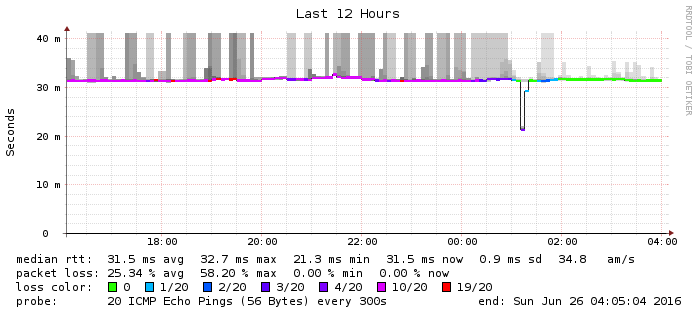 Last 12 Hours
RRDTOOL / TOBI OETIKER
Seconds
40 m
30 m
20 m
10 m
0
18:00 20:00 22:00 00:00 02:00 04:00
median rtt: 31.5 ms avg 32.7 ms max 21.3 ms min 31.5 ms now 0.9 ms sd 34.8 am/s
packet loss: 25.34 % avg 58.20 % max 0.00 % min 0.00 % now
loss color: 0 1/20 2/20 3/20 4/20 10/20 19/20
probe: 20 ICMP Echo Pings (56 Bytes) every 300s end: Sun Jun 26 04:05:04 2016